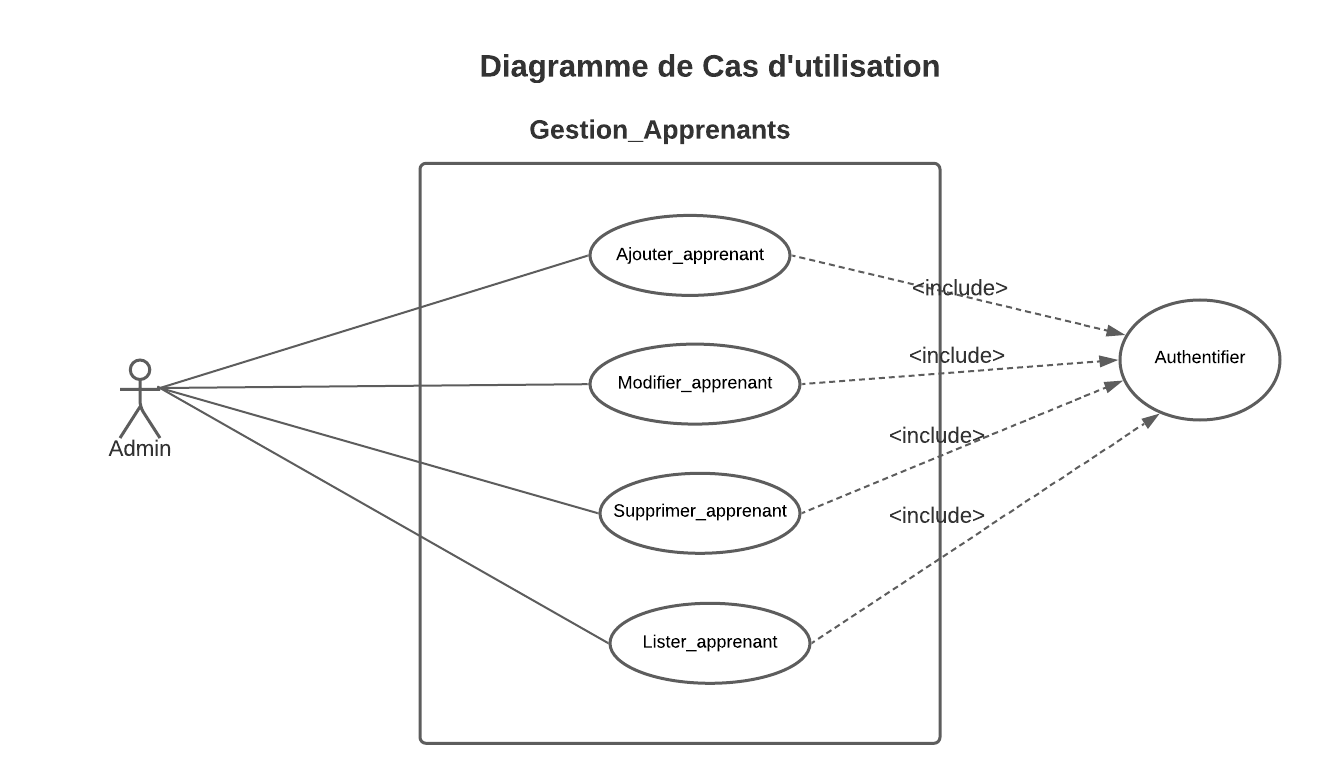 Diagramme de Cas d'utilisation
Gestion_Apprenants
Ajouter_apprenant
<include>
Authentifier
<include>
Modifier_apprenant
Admin
<include>
Supprimer_apprenant
<include>
Lister_apprenant